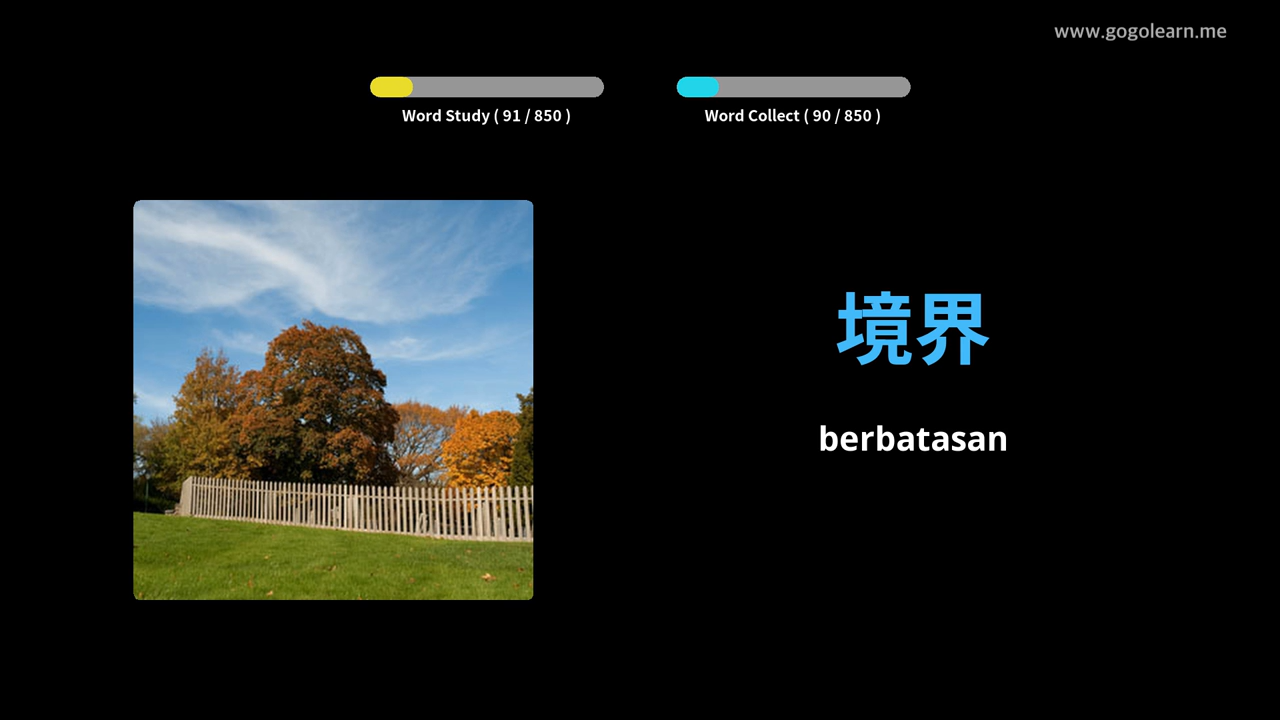 www.gogolearn.me
Word Study ( 91 / 850 )
Word Collect ( 90 / 850 )
境界
berbatasan